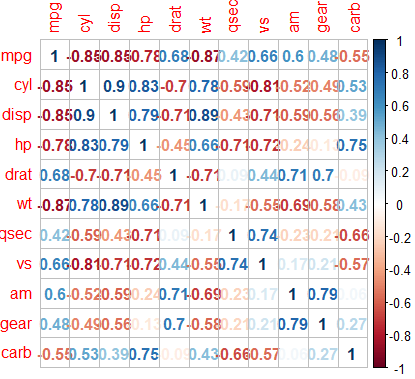 mpg cyl disp hp drat wt qsec vs am gear carb
mpg 1 -0.85 -0.85 -0.78 0.68 -0.87 0.42 0.66 0.6 0.48 -0.55 1
cyl -0.85 1 0.9 0.83 -0.7 0.78 -0.59 -0.81 -0.52 -0.49 0.53 0.8
disp -0.85 0.9 1 0.79 -0.71 0.89 -0.43 -0.71 -0.59 -0.56 0.39 0.6
hp -0.78 0.83 0.79 1 -0.45 0.66 -0.71 -0.72 -0.24 -0.13 0.75 0.4
drat 0.68 -0.7 -0.71 -0.45 1 -0.71 0.09 0.44 0.71 0.7 -0.09 0.2
wt -0.87 0.78 0.89 0.66 -0.71 1 -0.17 -0.55 -0.69 -0.58 0.43 0
qsec 0.42 -0.59 -0.43 -0.71 0.09 -0.17 1 0.74 -0.23 -0.21 -0.66 -0.2
vs 0.66 -0.81 -0.71 -0.72 0.44 -0.55 0.74 1 0.17 0.21 -0.57 -0.4
am 0.6 -0.52 -0.59 -0.24 0.71 -0.69 -0.23 0.17 1 0.79 0.06 -0.6
gear 0.48 -0.49 -0.56 -0.13 0.7 -0.58 -0.21 0.21 0.79 1 0.27 -0.8
carb -0.55 0.53 0.39 0.75 -0.09 0.43 -0.66 -0.57 0.06 0.27 1 -1